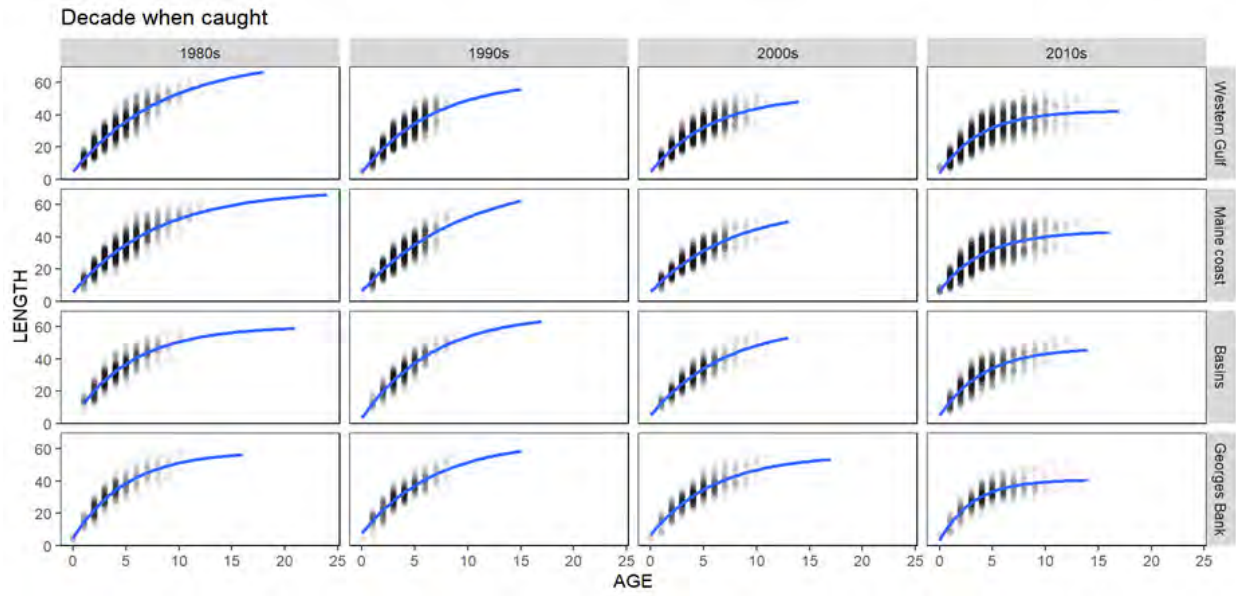 Decade when caught
1980s 1990s 2000s 2010s
60
40
20
0
Western Gulf
60
40
20
0
Maine coast
LENGTH
60
40
20
0
Basins
60
40
20
0
Georges Bank
0 5 10 15 20 25 0 5 10 15 20 25 0 5 10 15 20 25 0 5 10 15 20 25
AGE